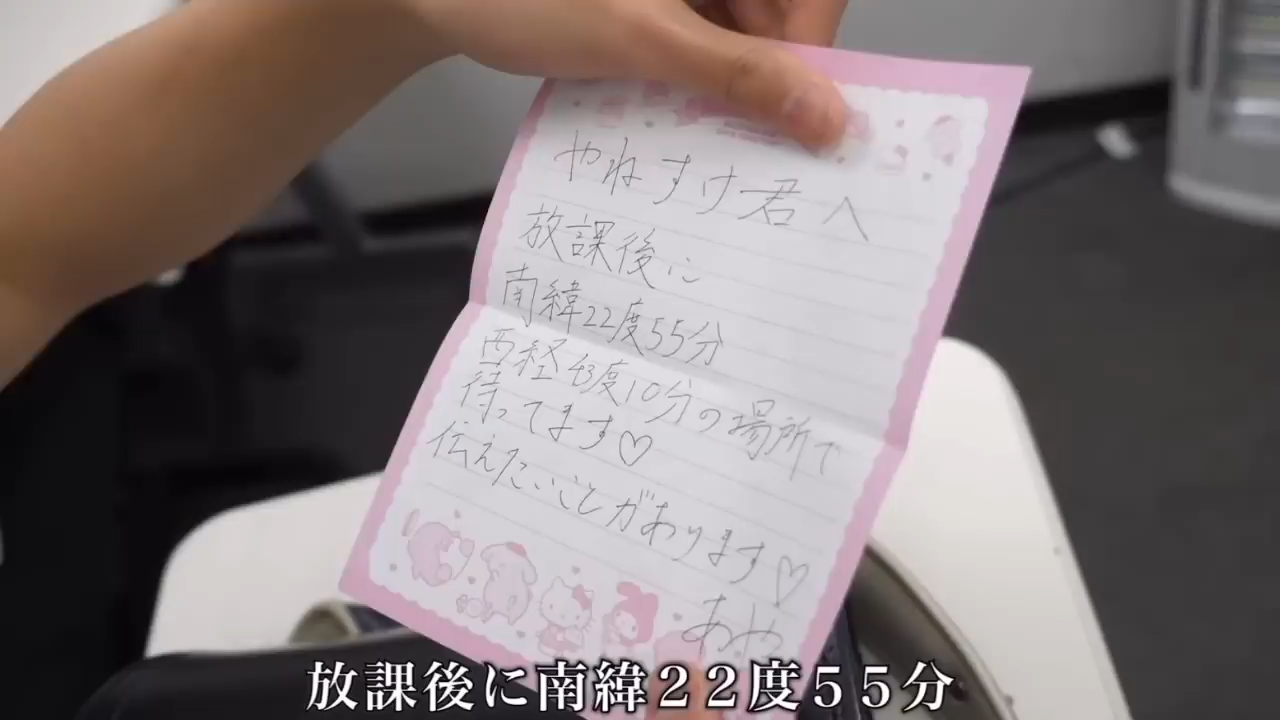 やねすけ君へ
放課後に
南緯22度55分
西経43度10分の場所で
待ってます♡
伝えたいことがあります♡
あや
放課後に南緯２２度５５分